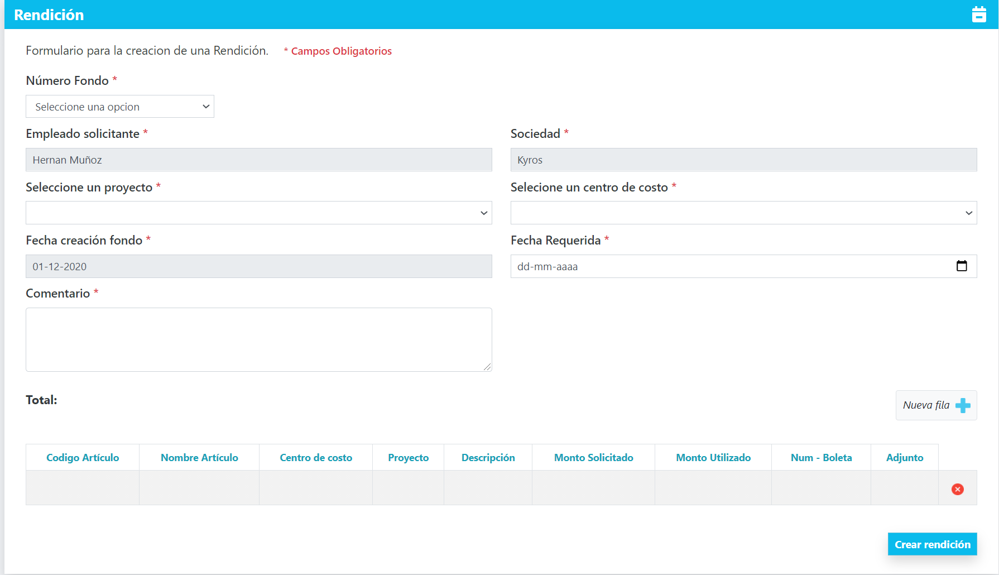 Rendición
Formulario para la creacion de una Rendición. * Campos Obligatorios
Número Fondo *
Seleccione una opcion
Empleado solicitante * Sociedad *
Hernan Muñoz Kyros
Seleccione un proyecto * Selecione un centro de costo *
Fecha creación fondo * Fecha Requerida *
01-12-2020 dd-mm-aaaa
Comentario *
Total: Nueva fila
Codigo Artículo Nombre Artículo Centro de costo Proyecto Descripción Monto Solicitado Monto Utilizado Num - Boleta Adjunto
Crear rendición